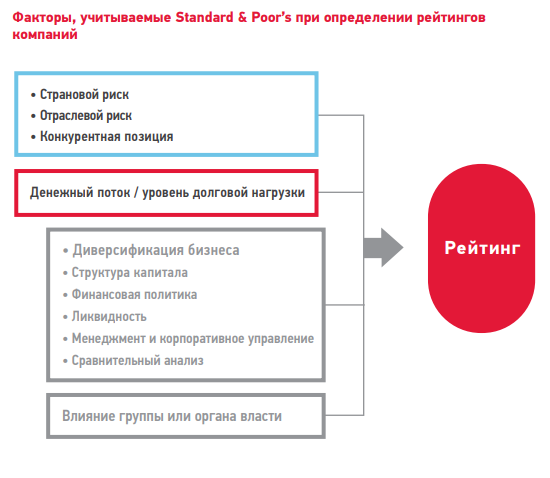 Факторы, учитываемые Standard & Poor’s при определении рейтингов
компаний
• Страновой риск
• Отраслевой риск
• Конкурентная позиция
Денежный поток / уровень долговой нагрузки
• Диверсификация бизнеса
• Структура капитала
• Финансовая политика
• Ликвидность
• Менеджмент и корпоративное управление
• Сравнительный анализ
Влияние группы или органа власти
Рейтинг